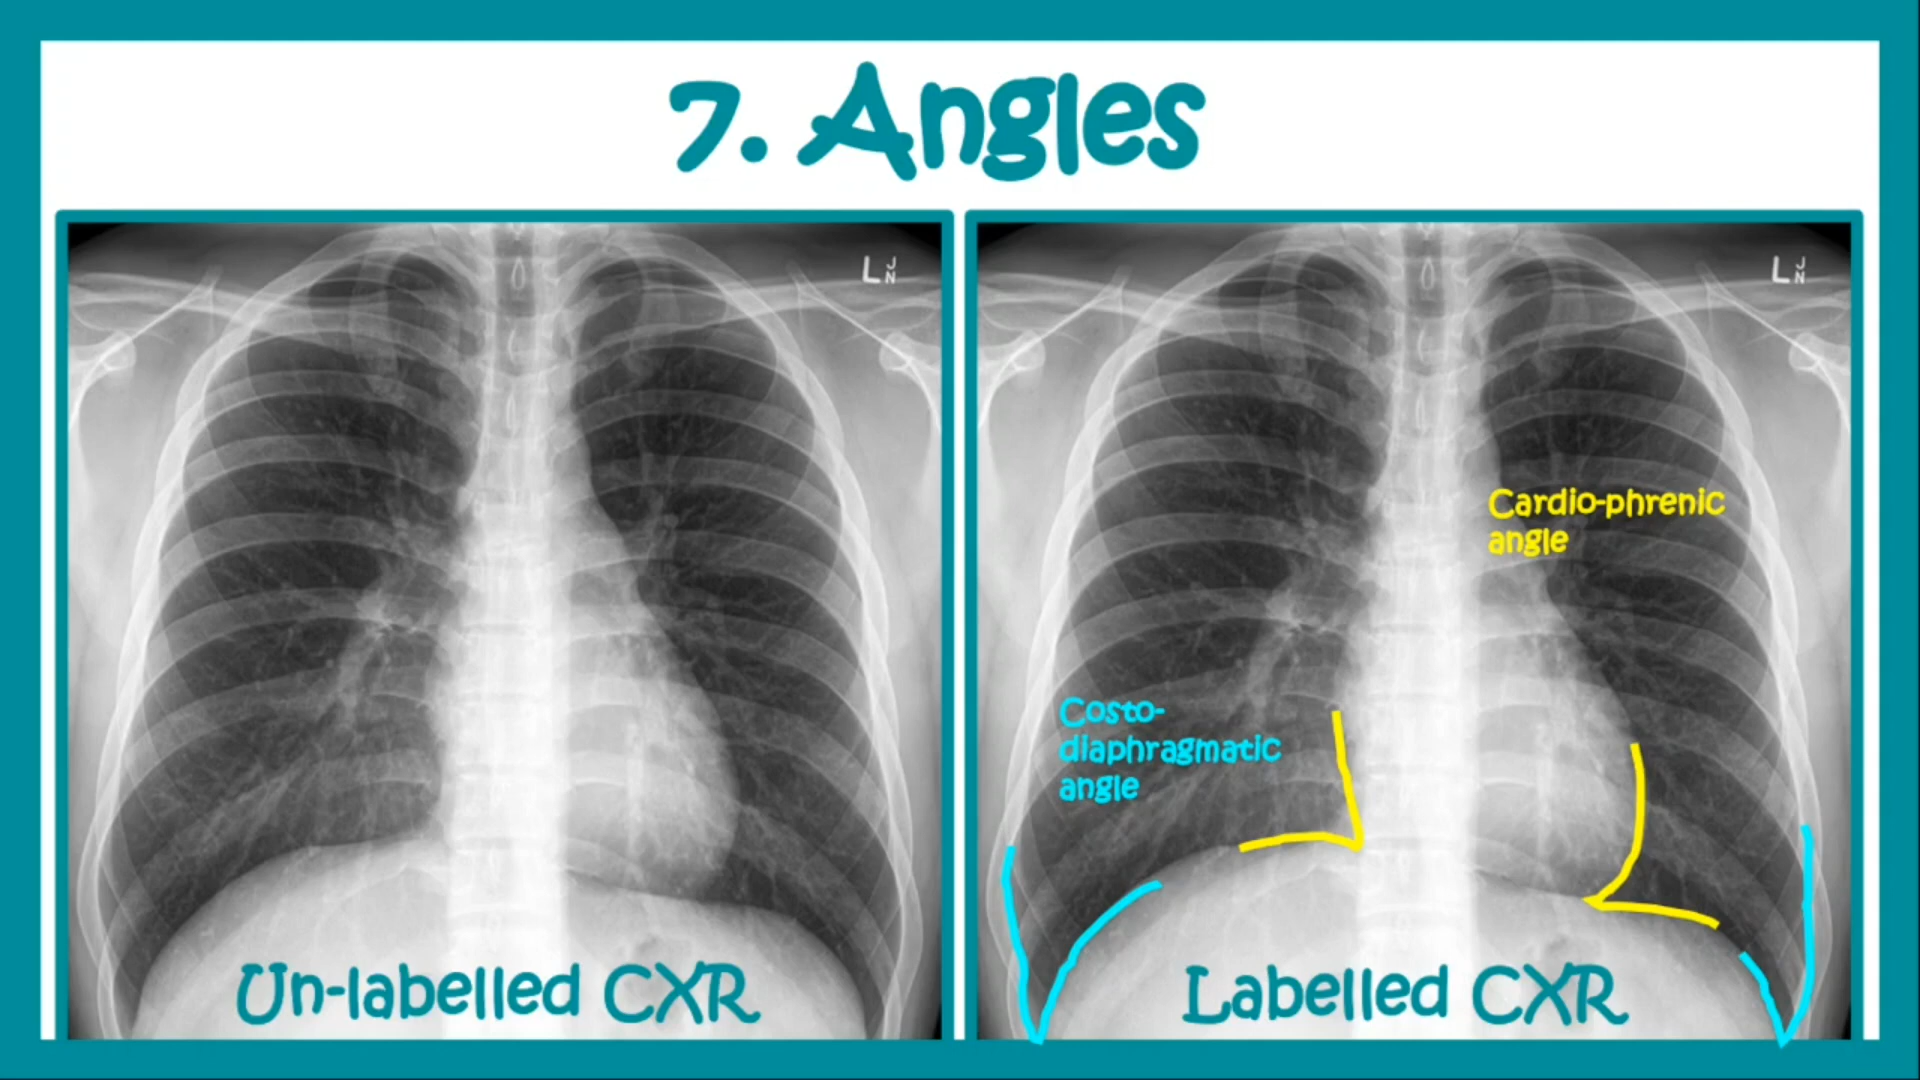 7. Angles
L J N
Un-labelled CXR
L J N
Cardio-phrenic
angle
Costo-
diaphragmatic
angle
Labelled CXR